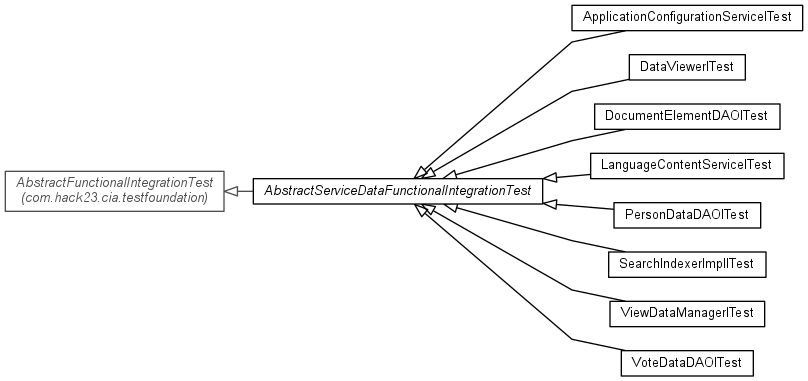 ApplicationConfigurationServiceITest
DataViewerITest
DocumentElementDAOITest
LanguageContentServiceITest
AbstractFunctionalIntegrationTest
(com.hack23.cia.testfoundation)
AbstractServiceDataFunctionalIntegrationTest
PersonDataDAOITest
SearchIndexerImplITest
ViewDataManagerITest
VoteDataDAOITest